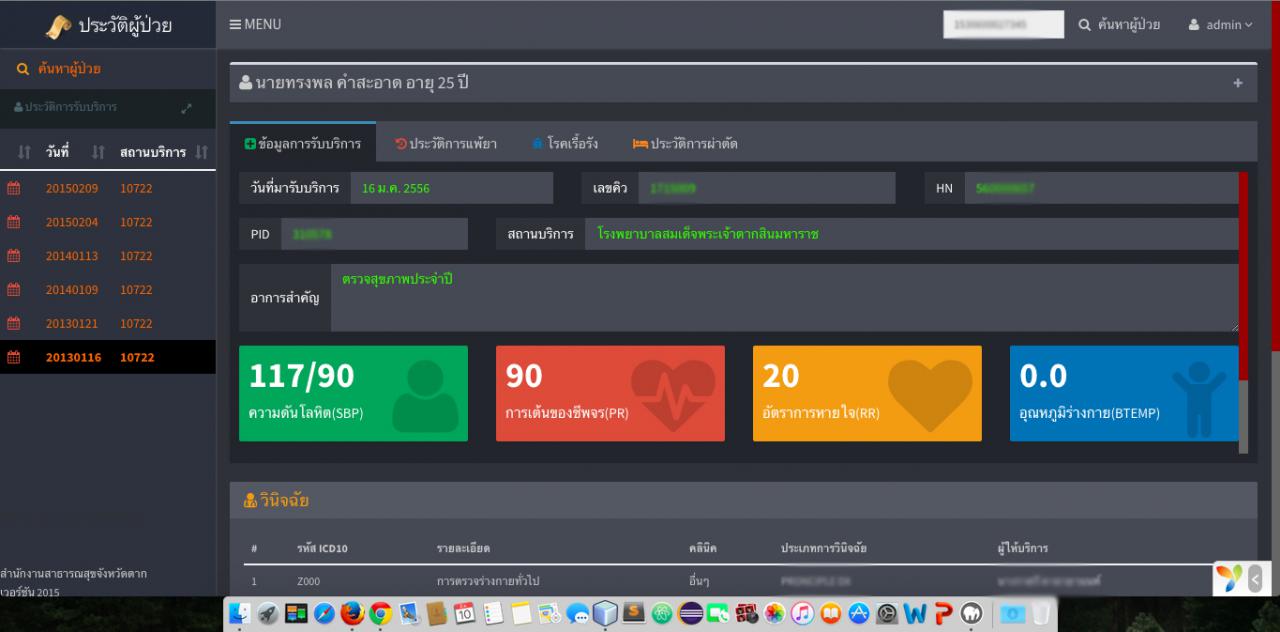 ประวัติผู้ป่วย
MENU
ค้นหาผู้ป่วย
admin
ค้นหาผู้ป่วย
ประวัติการรับบริการ
วันที่ สถานบริการ
20150209 10722
20150204 10722
20140113 10722
20140109 10722
20130121 10722
20130116 10722
สำนักงานสาธารณสุขจังหวัดตาก
เวอร์ชัน 2015
นายทรงพล คำสะอาด อายุ 25 ปี
ข้อมูลการรับบริการ ประวัติการแพ้ยา โรคเรื้อรัง ประวัติการผ่าตัด
วันที่มารับบริการ 16 ม.ค. 2556 เลขคิว HN
PID สถานบริการ โรงพยาบาลสมเด็จพระเจ้าตากสินมหาราช
อาการสำคัญ ตรวจสุขภาพประจำปี
117/90 90 20 0.0
ความดันโลหิต(SBP) การเต้นของชีพจร(PR) อัตราการหายใจ(RR) อุณหภูมิร่างกาย(BTEMP)
วินิจฉัย
# รหัส ICD10 รายละเอียด คลินิค ประเภทการวินิจฉัย ผู้ให้บริการ
1 Z000 การตรวจร่างกายทั่วไป อื่นๆ
10